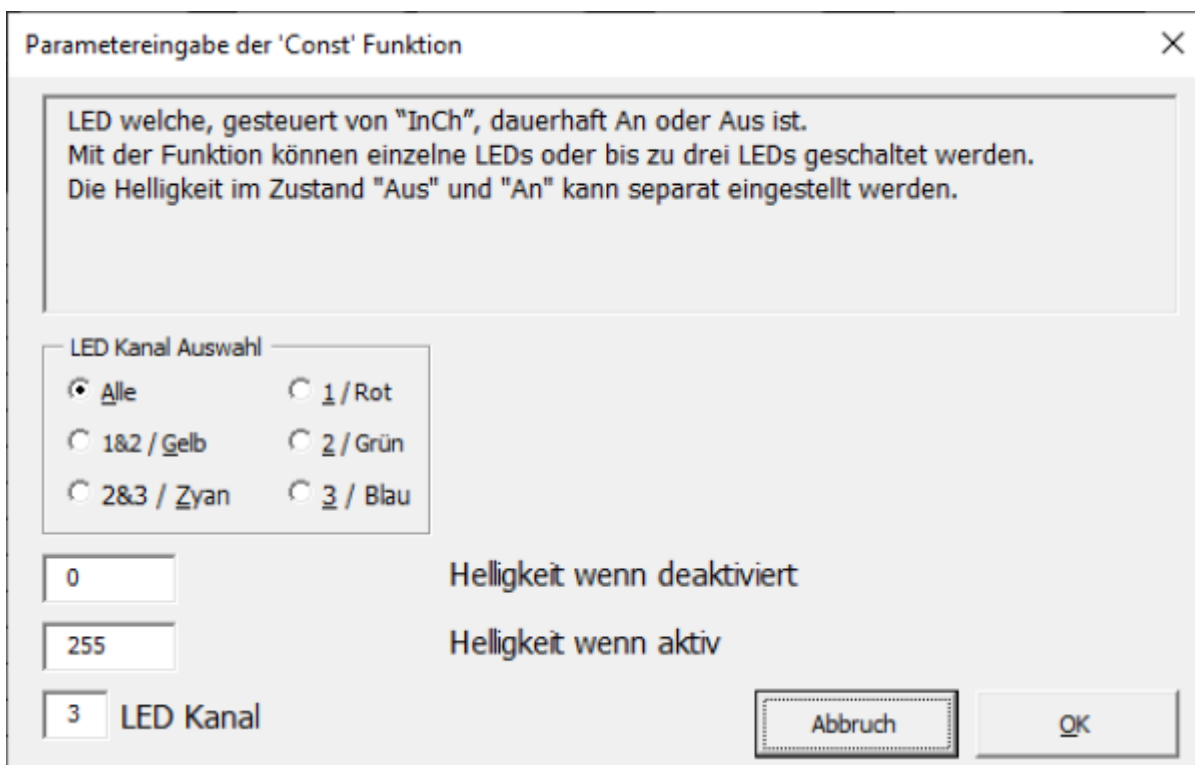 Parametereingabe der 'Const' Funktion
LED welche, gesteuert von “InCh”, dauerhaft An oder Aus ist.
Mit der Funktion können einzelne LEDs oder bis zu drei LEDs geschaltet werden.
Die Helligkeit im Zustand "Aus" und "An" kann separat eingestellt werden.
LED Kanal Auswahl
Alle 1 / Rot
1&2 / Gelb 2 / Grün
2&3 / Zyan 3 / Blau
0 Helligkeit wenn deaktiviert
255 Helligkeit wenn aktiv
3 LED Kanal Abbruch OK